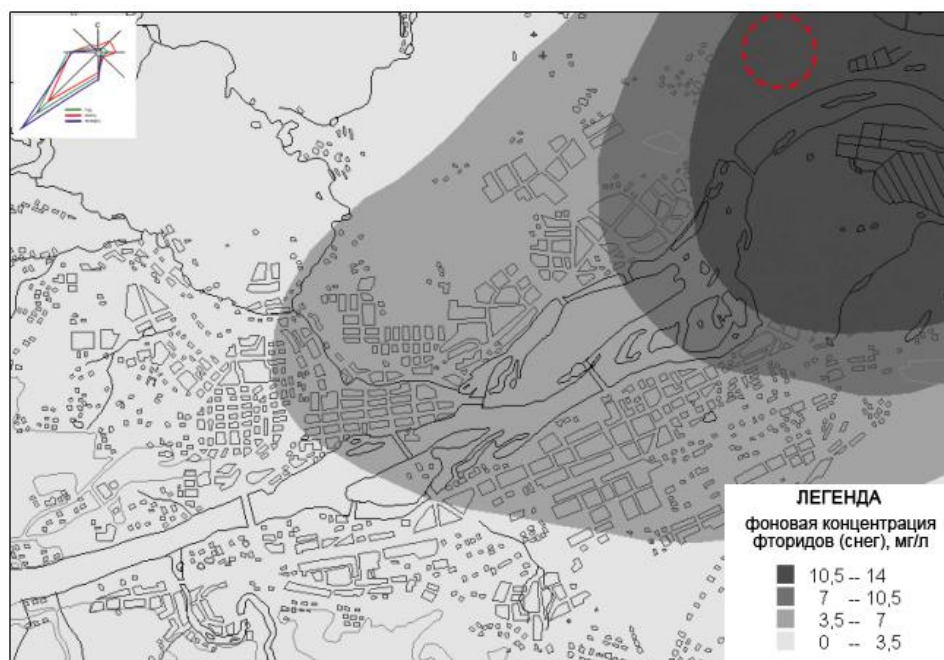 С
ЛЕГЕНДА
фоновая концентрация
фторидов (снег), мг/л
10,5 -- 14
7 -- 10,5
3,5 -- 7
0 -- 3,5